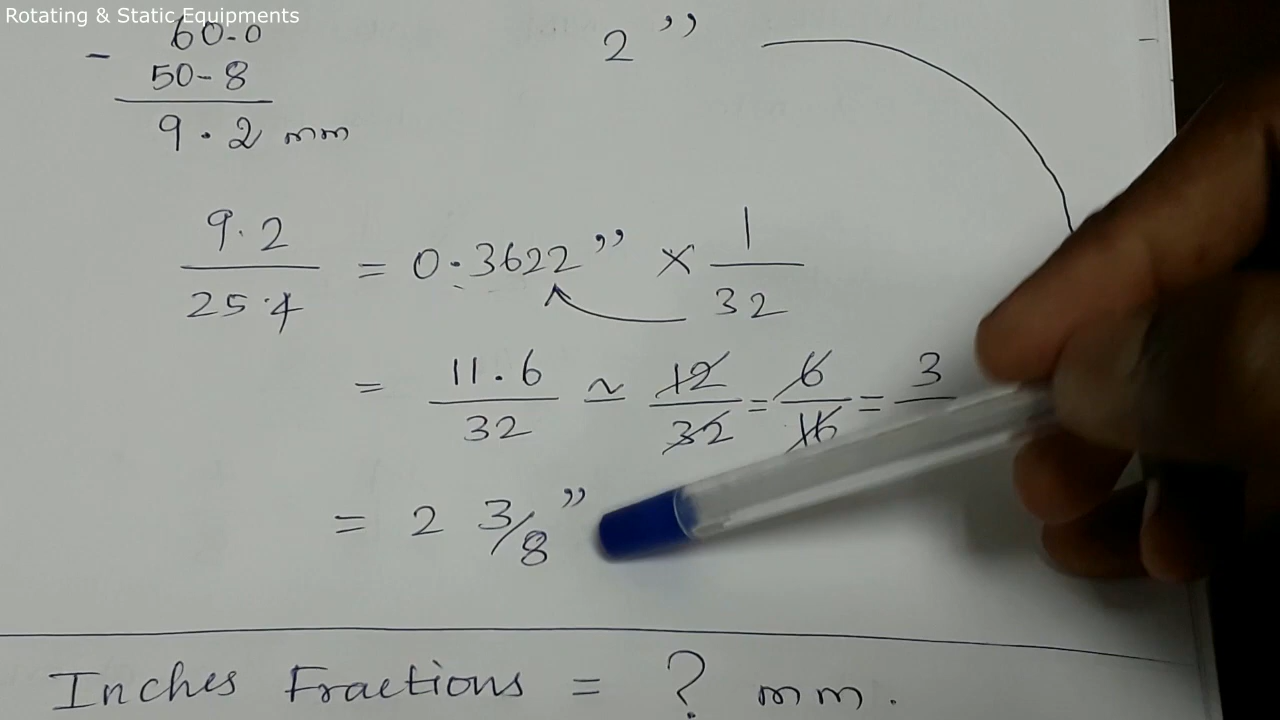 Rotating & Static Equipments
60.0 2"
- 50-8
9.2 mm
9.2
25.4 = 0.3622" × 1
32
= 11.6
32 ≃ 12
32 = 6
16 = 3
= 2 3/8"
Inches Fractions = ? mm.